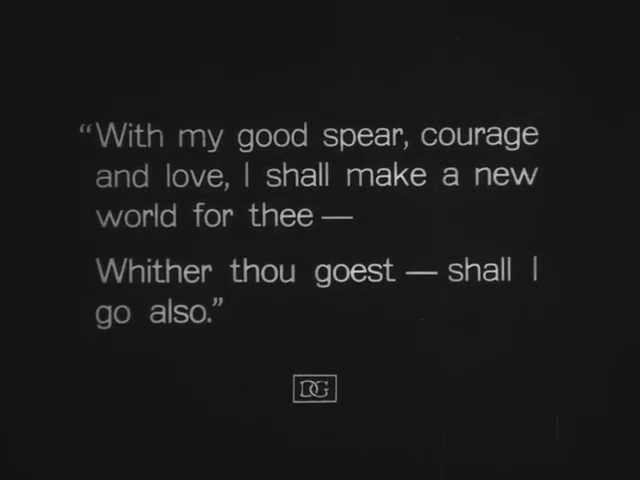 “With my good spear, courage
and love, I shall make a new
world for thee —
Whither thou goest — shall I
go also.”
DG